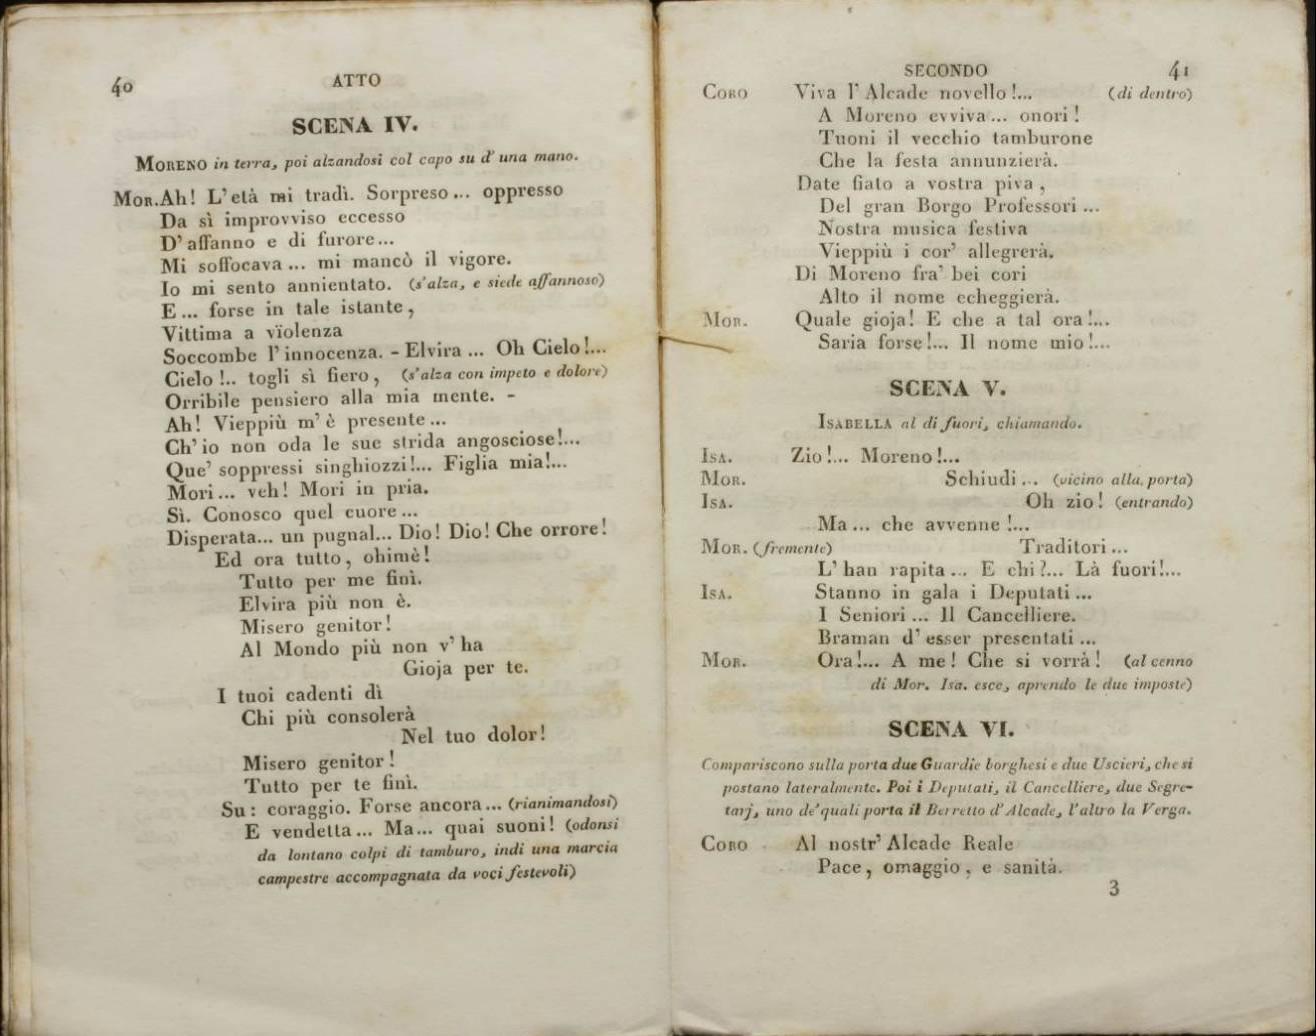 40
ATTO
SCENA IV.
MORENO in terra, poi alzandosi col capo su d' una mano.
MOR. Ah! L' età mi tradì. Sorpreso ... oppresso
Da sì improvviso eccesso
D' affanno e di furore ...
Mi soffocava ... mi mancò il vigore.
Io mi sento annientato. (s'alza, e siede affannoso)
E ... forse in tale istante ,
Vittima a vïolenza
Soccombe l' innocenza. - Elvira ... Oh Cielo !...
Cielo !.. togli sì fiero , (s'alza con impeto e dolore)
Orribile pensiero alla mia mente. -
Ah! Vieppiù m' è presente ...
Ch' io non oda le sue strida angosciose !...
Que' soppressi singhiozzi !... Figlia mia!...
Mori ... veh! Mori in pria.
Sì. Conosco quel cuore ...
Disperata... un pugnal... Dio! Dio! Che orrore!
Ed ora tutto , ohimè!
Tutto per me finì.
Elvira più non è.
Misero genitor!
Al Mondo più non v' ha
Gioja per te.
I tuoi cadenti dì
Chi più consolerà
Nel tuo dolor!
Misero genitor!
Tutto per te finì.
Su : coraggio. Forse ancora ... (rianimandosi)
E vendetta ... Ma ... quai suoni! (odonsi
da lontano colpi di tamburo, indi una marcia
campestre accompagnata da voci festevoli)
SECONDO
41
CORO Viva l' Alcade novello !... (di dentro)
A Moreno evviva ... onori !
Tuoni il vecchio tamburone
Che la festa annunzierà.
Date fiato a vostra piva ,
Del gran Borgo Professori ...
Nostra musica festiva
Vieppiù i cor' allegrerà.
Di Moreno fra' bei cori
Alto il nome echeggierà.
MOR. Quale gioja! E che a tal ora !...
Saria forse !... Il nome mio !...
SCENA V.
ISABELLA al di fuori, chiamando.
ISA. Zio !... Moreno !...
MOR. Schiudi ... (vicino alla porta)
ISA. Oh zio ! (entrando)
Ma ... che avvenne !...
MOR. (fremente) Traditori ...
L' han rapita ... E chi ?... Là fuori!...
ISA. Stanno in gala i Deputati ...
I Seniori ... Il Cancelliere.
Braman d' esser presentati ...
MOR. Ora!... A me ! Che si vorrà ! (al cenno
di Mor. Isa. esce, aprendo le due imposte)
SCENA VI.
Compariscono sulla porta due Guardie borghesi e due Uscieri, che si
postano lateralmente. Poi i Deputati, il Cancelliere, due Segre-
tarj, uno de'quali porta il Berretto d'Alcade, l'altro la Verga.
CORO Al nostr' Alcade Reale
Pace , omaggio , e sanità.
3